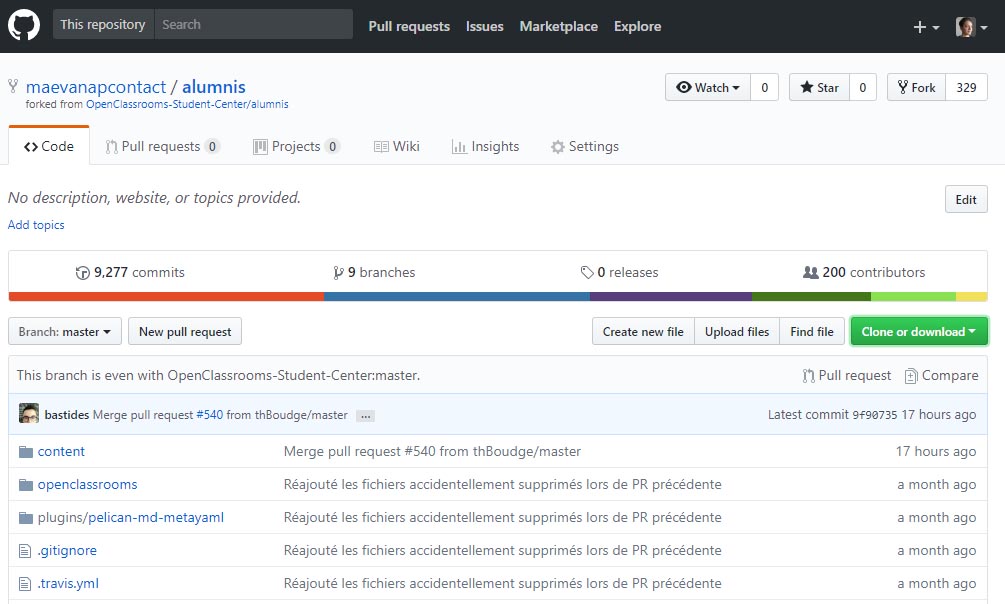 This repository Search Pull requests Issues Marketplace Explore
maevanapcontact / alumnis Watch 0 Star 0 Fork 329
forked from OpenClassrooms-Student-Center/alumnis
Code Pull requests 0 Projects 0 Wiki Insights Settings
No description, website, or topics provided. Edit
Add topics
9,277 commits 9 branches 0 releases 200 contributors
Branch: master New pull request Create new file Upload files Find file Clone or download
This branch is even with OpenClassrooms-Student-Center:master. Pull request Compare
bastides Merge pull request #540 from thBoudge/master ... Latest commit 9f90735 17 hours ago
content Merge pull request #540 from thBoudge/master 17 hours ago
openclassrooms Réajouté les fichiers accidentellement supprimés lors de PR précédente a month ago
plugins/pelican-md-metayaml Réajouté les fichiers accidentellement supprimés lors de PR précédente a month ago
.gitignore Réajouté les fichiers accidentellement supprimés lors de PR précédente a month ago
.travis.yml Réajouté les fichiers accidentellement supprimés lors de PR précédente a month ago